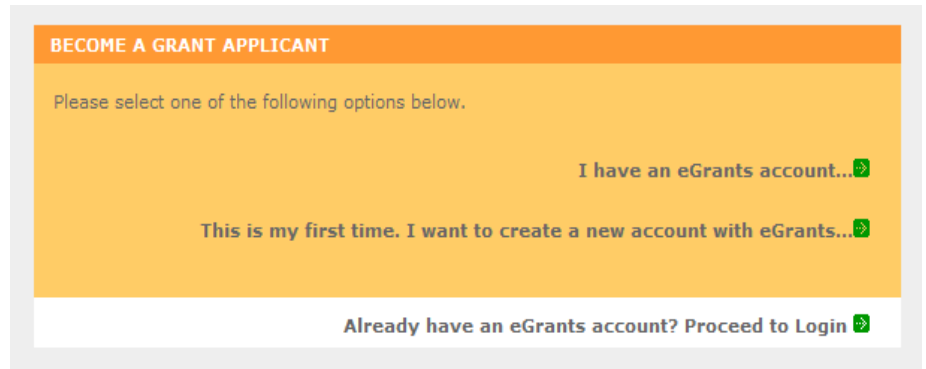 BECOME A GRANT APPLICANT
Please select one of the following options below.
I have an eGrants account...
This is my first time. I want to create a new account with eGrants...
Already have an eGrants account? Proceed to Login